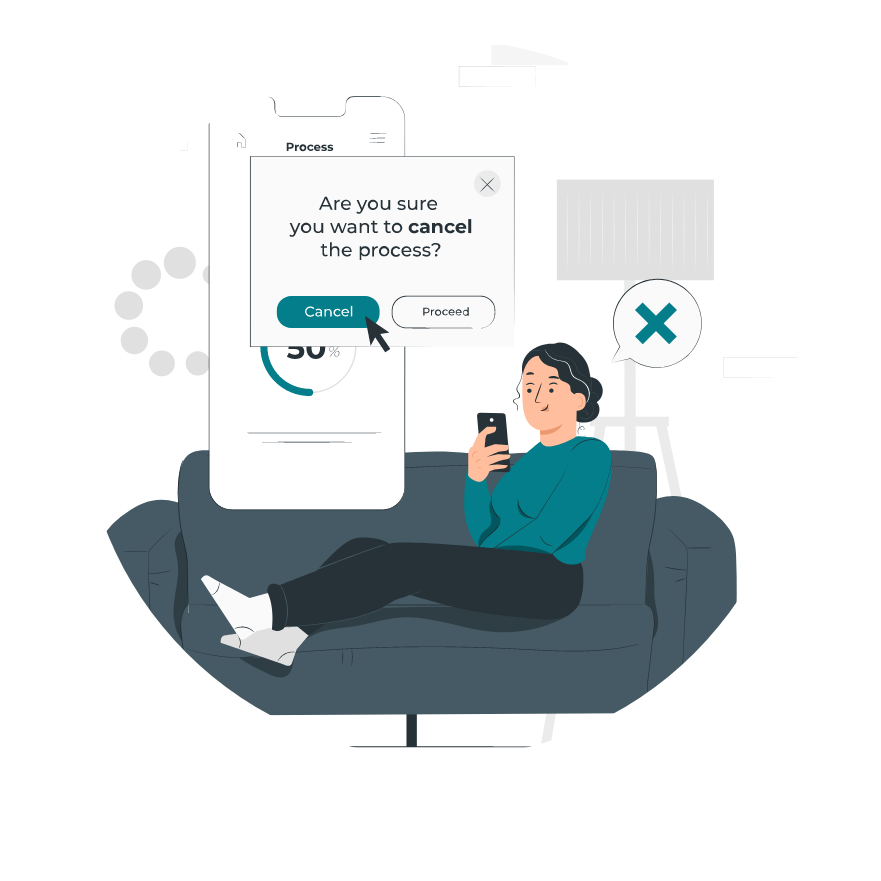 Process
Are you sure
you want to cancel
the process?
Cancel
Proceed
50%